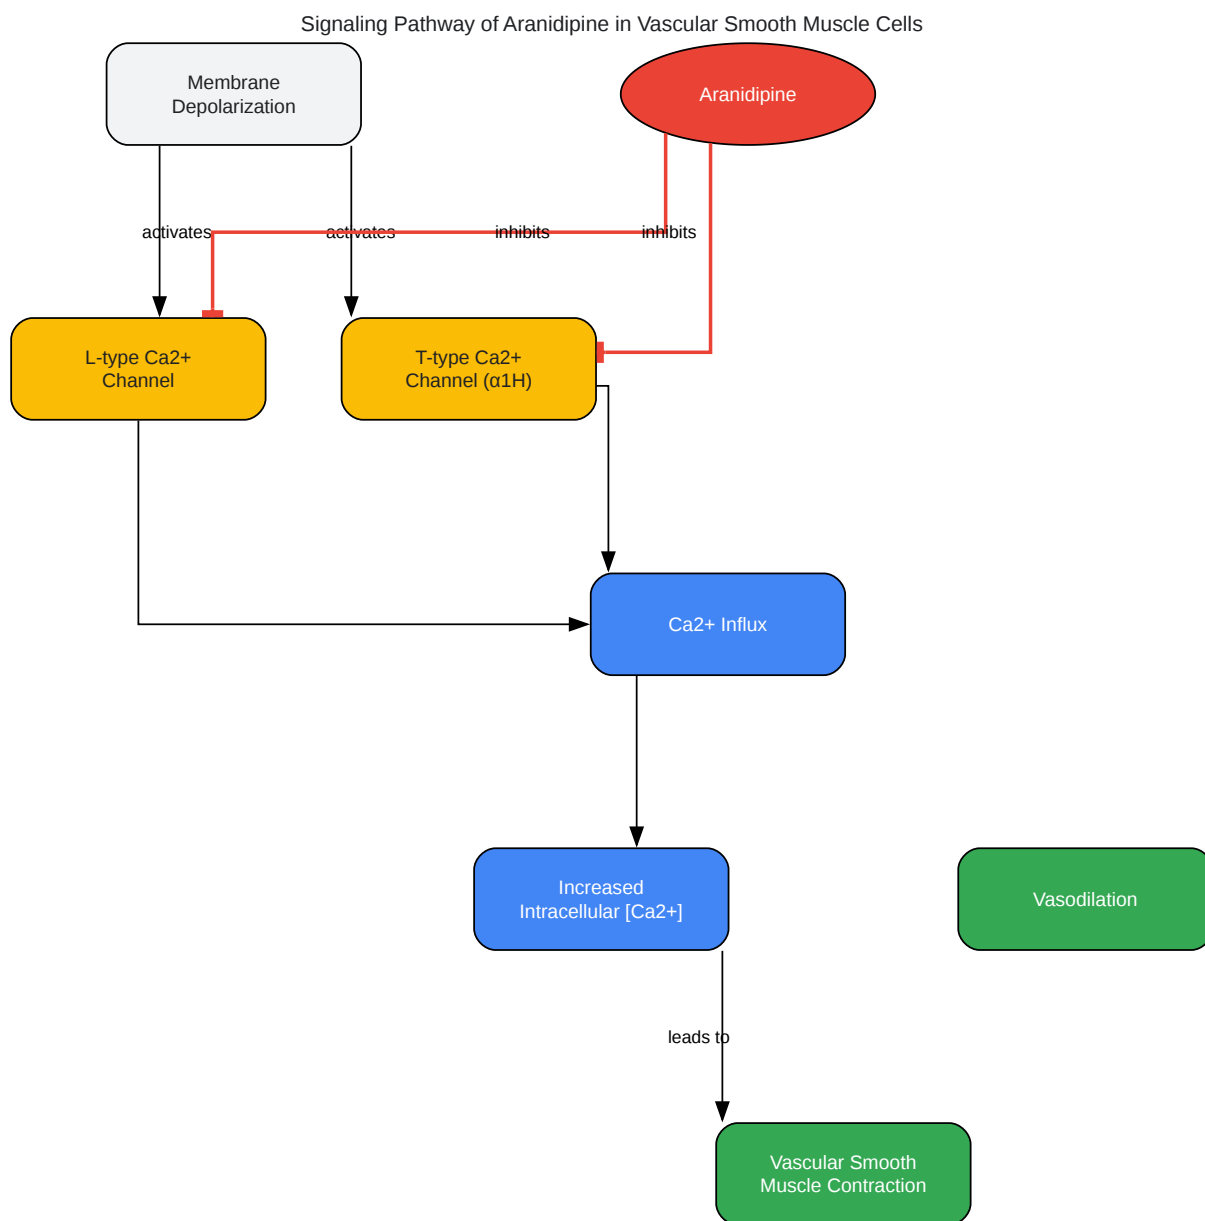 Signaling Pathway of Aranidipine in Vascular Smooth Muscle Cells
Membrane
Depolarization
Aranidipine
activates
activates
inhibits
inhibits
L-type Ca2+
Channel
T-type Ca2+
Channel (α1H)
Ca2+ Influx
Increased
Intracellular [Ca2+]
Vasodilation
leads to
Vascular Smooth
Muscle Contraction